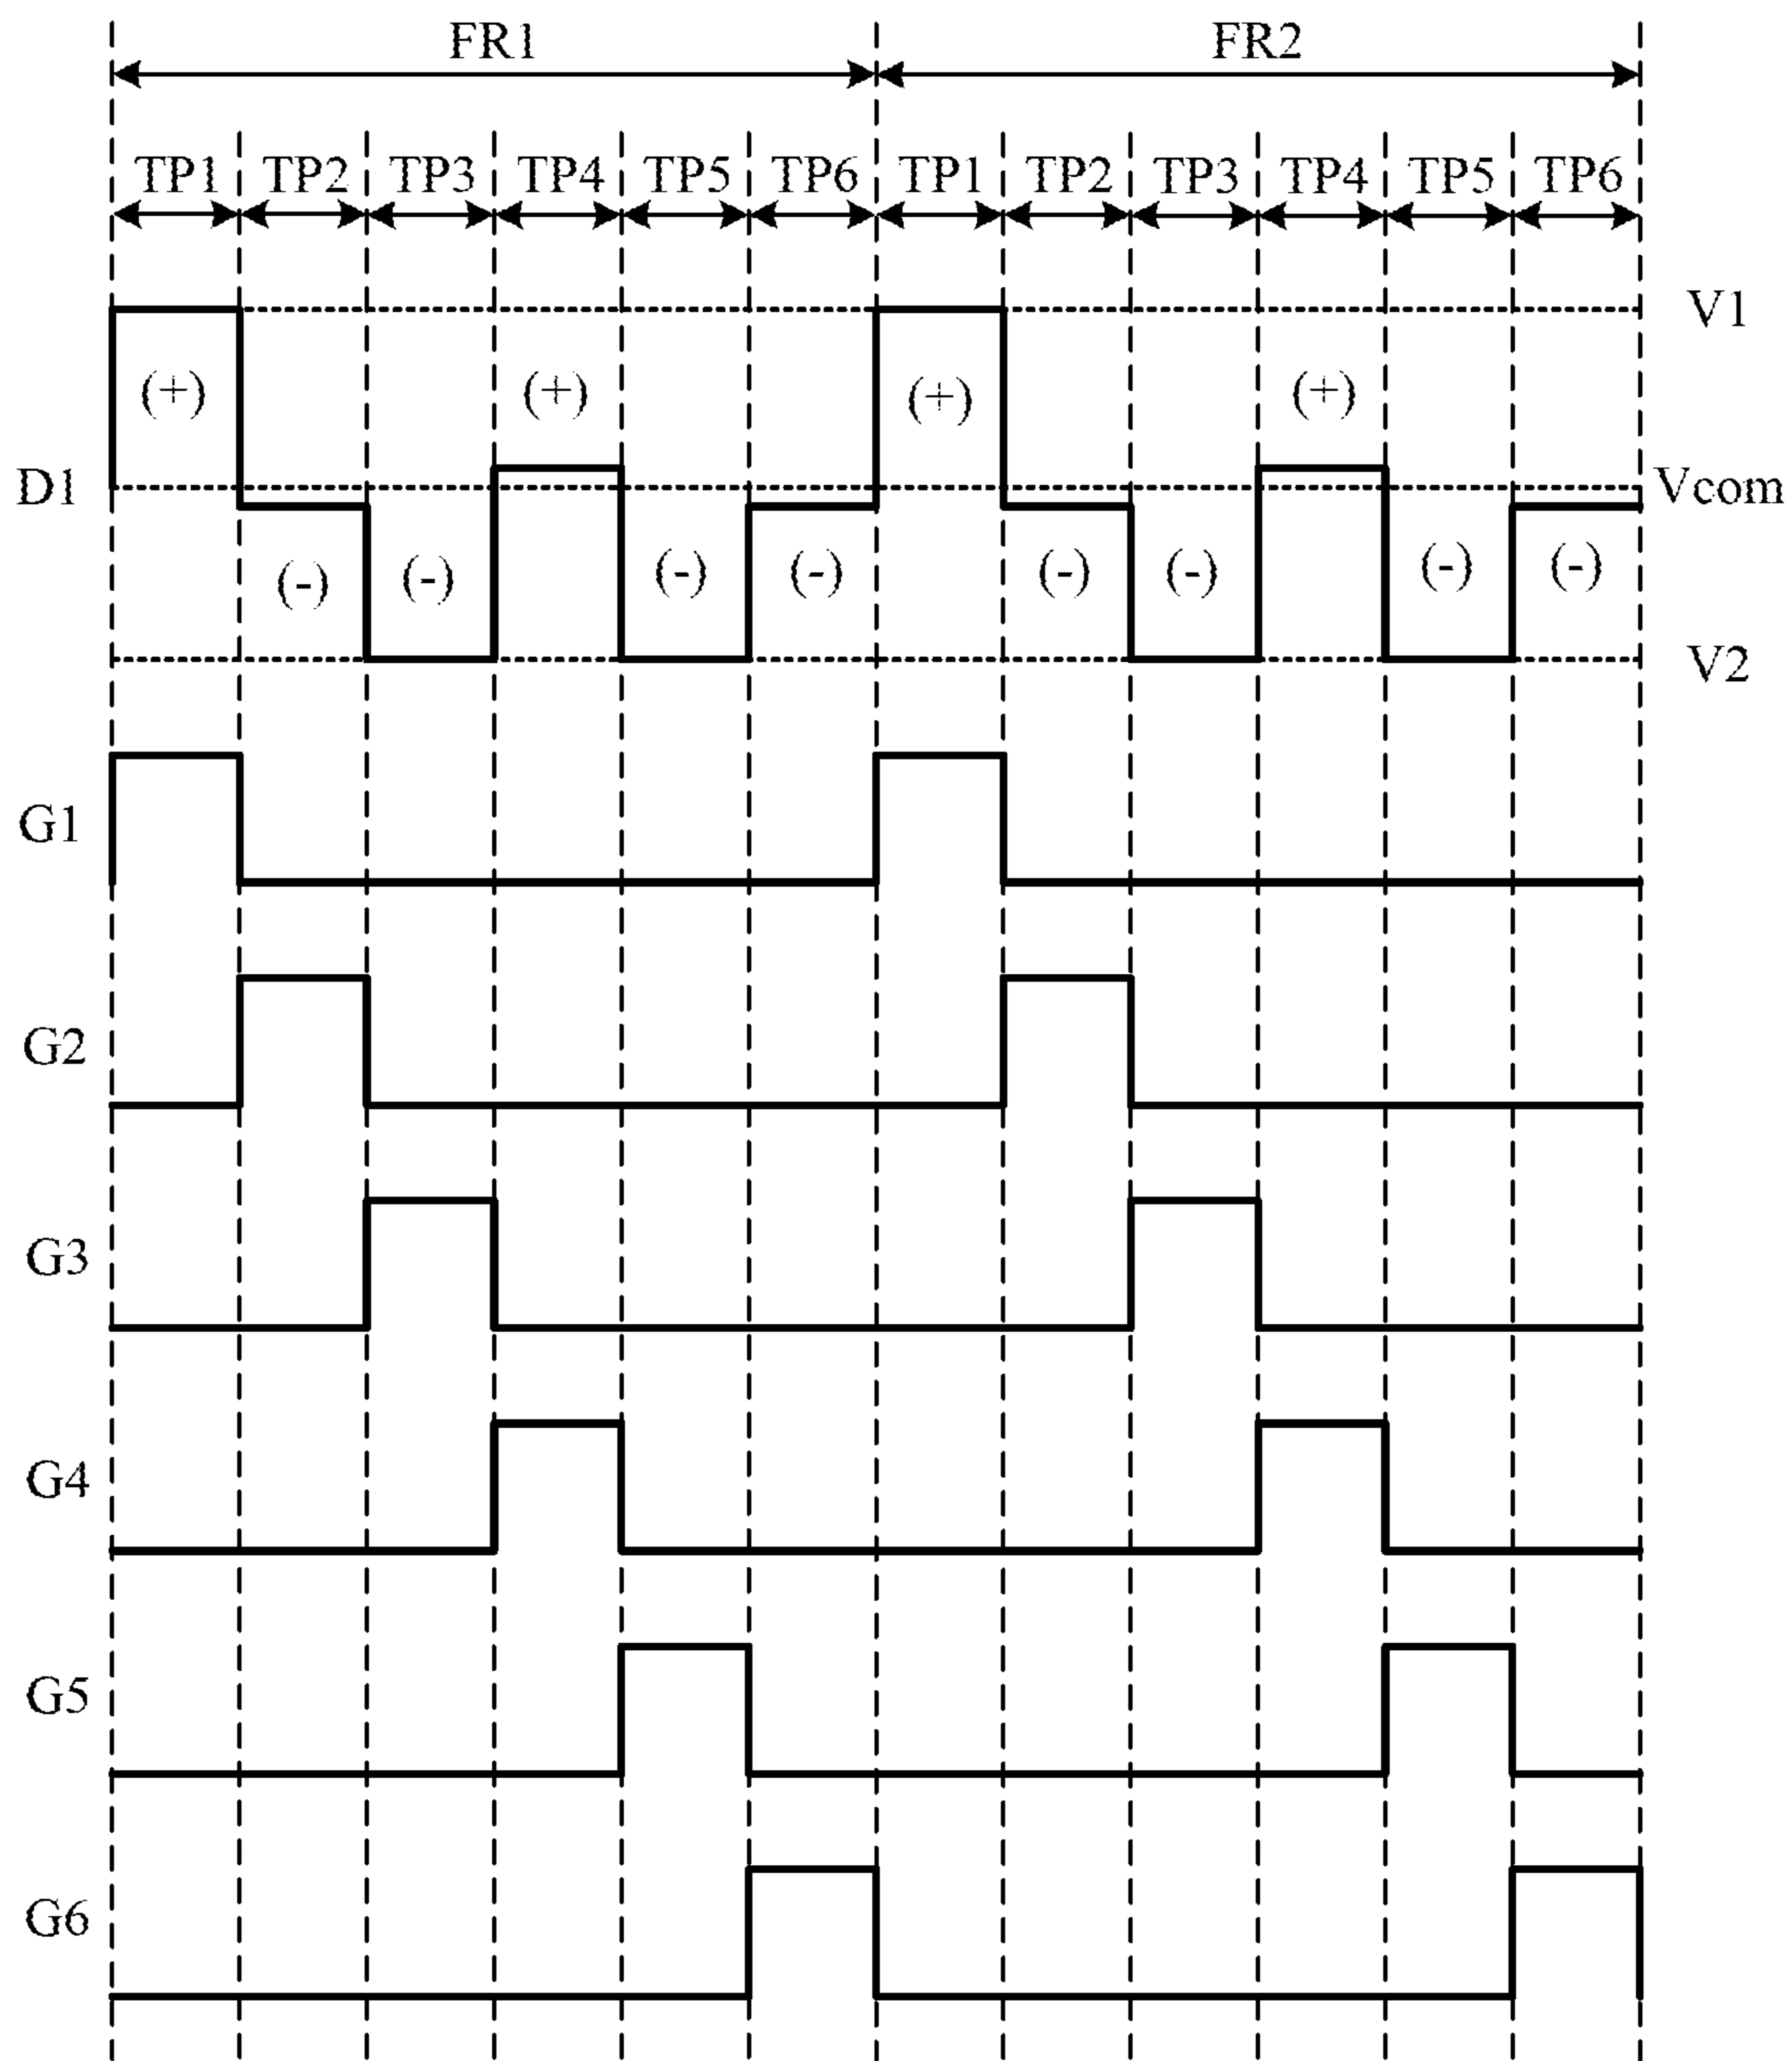 FR1 FR2
TP1 TP2 TP3 TP4 TP5 TP6 TP1 TP2 TP3 TP4 TP5 TP6
V1
(+) (+) (+) (+)
D1 Vcom
(-) (-) (-) (-) (-) (-) (-) (-)
V2
G1
G2
G3
G4
G5
G6